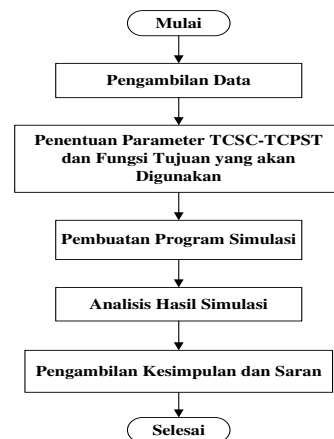 Mulai
Pengambilan Data
Penentuan Parameter TCSC-TCPST
dan Fungsi Tujuan yang akan
Digunakan
Pembuatan Program Simulasi
Analisis Hasil Simulasi
Pengambilan Kesimpulan dan Saran
Selesai